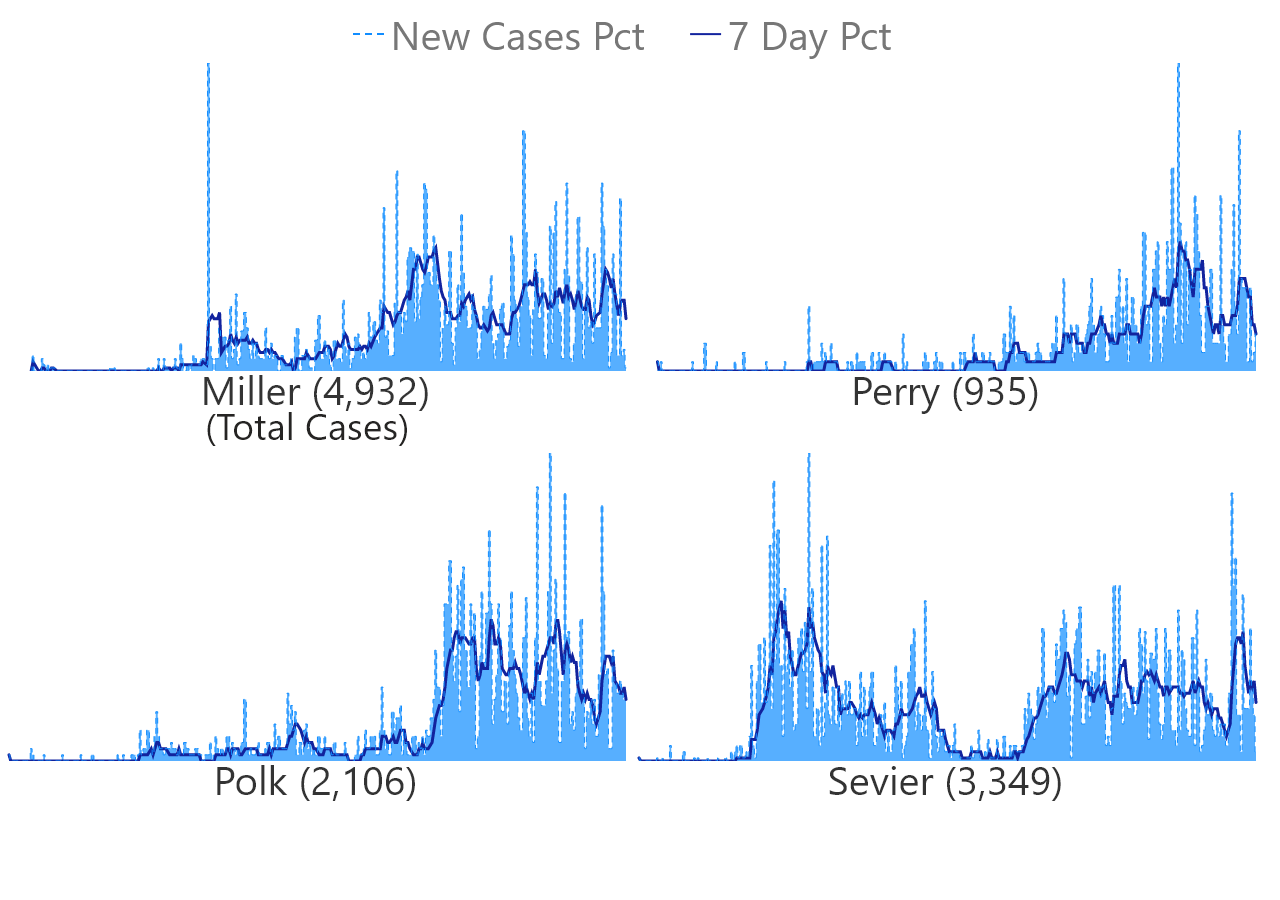 New Cases Pct 7 Day Pct
Miller (4,932)
(Total Cases)
Perry (935)
Polk (2,106)
Sevier (3,349)